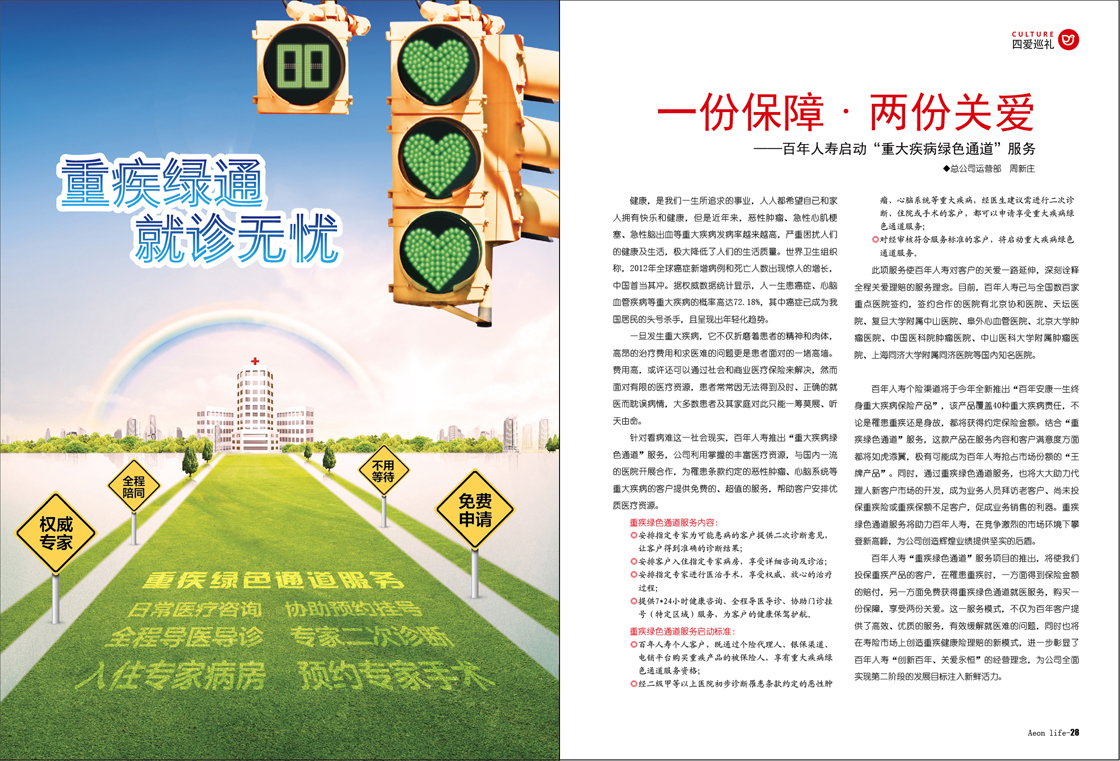 00
重疾绿通
就诊无忧
全程
陪同
不用
等待
权威
专家
免费
申请
重疾绿色通道服务
日常医疗咨询 协助预约挂号
全程导医导诊 专家二次诊断
入住专家病房 预约专家手术
CULTURE
四爱巡礼
一份保障·两份关爱
——百年人寿启动“重大疾病绿色通道”服务
◆总公司运营部 周新庄
健康，是我们一生所追求的事业，人人都希望自己和家
人拥有快乐和健康，但是近年来，恶性肿瘤、急性心肌梗
塞、急性脑出血等重大疾病发病率越来越高，严重困扰人们
的健康及生活，极大降低了人们的生活质量。世界卫生组织
称，2012年全球癌症新增病例和死亡人数出现惊人的增长，
中国首当其冲。据权威数据统计显示，人一生患癌症、心脑
血管疾病等重大疾病的概率高达72.18%，其中癌症已成为我
国居民的头号杀手，且呈现出年轻化趋势。
一旦发生重大疾病，它不仅折磨着患者的精神和肉体，
高昂的治疗费用和求医难的问题更是患者面对的一堵高墙。
费用高，或许还可以通过社会和商业医疗保险来解决，然而
面对有限的医疗资源，患者常常因无法得到及时、正确的就
医而耽误病情，大多数患者及其家庭对此只能一筹莫展、听
天由命。
针对看病难这一社会现实，百年人寿推出“重大疾病绿
色通道”服务，公司利用掌握的丰富医疗资源，与国内一流
的医院开展合作，为罹患条款约定的恶性肿瘤、心脑系统等
重大疾病的客户提供免费的、超值的服务，帮助客户安排优
质医疗资源。
重疾绿色通道服务内容：
◎安排指定专家为可能患病的客户提供二次诊断意见，
让客户得到准确的诊断结果；
◎安排客户入住指定专家病房，享受详细咨询及诊治；
◎安排指定专家进行医治手术，享受权威、放心的治疗
过程；
◎提供7*24小时健康咨询、全程导医导诊、协助门诊挂
号（特定区域）服务，为客户的健康保驾护航。
重疾绿色通道服务启动标准：
◎百年人寿个人客户，既通过个险代理人、银保渠道、
电销平台购买重疾产品的被保险人，享有重大疾病绿
色通道服务资格；
◎经二级甲等以上医院初步诊断罹患条款约定的恶性肿
瘤、心脑系统等重大疾病，经医生建议需进行二次诊
断、住院或手术的客户，都可以申请享受重大疾病绿
色通道服务；
◎对经审核符合服务标准的客户，将启动重大疾病绿色
通道服务。
此项服务使百年人寿对客户的关爱一路延伸，深刻诠释
全程关爱理赔的服务理念。目前，百年人寿已与全国数百家
重点医院签约，签约合作的医院有北京协和医院、天坛医
院、复旦大学附属中山医院、阜外心血管医院、北京大学肿
瘤医院、中国医科院肿瘤医院、中山医科大学附属肿瘤医
院、上海同济大学附属同济医院等国内知名医院。
百年人寿个险渠道将于今年全新推出“百年安康一生终
身重大疾病保险产品”，该产品覆盖40种重大疾病责任，不
论是罹患重疾还是身故，都将获得约定保险金额。结合“重
疾绿色通道”服务，这款产品在服务内容和客户满意度方面
都将如虎添翼，极有可能成为百年人寿抢占市场份额的“王
牌产品”。同时，通过重疾绿色通道服务，也将大大助力代
理人新客户市场的开发，成为业务人员拜访老客户、尚未投
保重疾险或重疾保额不足客户，促成业务销售的利器。重疾
绿色通道服务将助力百年人寿，在竞争激烈的市场环境下攀
登新高峰，为公司创造辉煌业绩提供坚实的后盾。
百年人寿“重疾绿色通道”服务项目的推出，将使我们
投保重疾产品的客户，在罹患重疾时，一方面得到保险金额
的赔付，另一方面免费获得重疾绿色通道就医服务，购买一
份保障，享受两份关爱。这一服务模式，不仅为百年客户提
供了高效、优质的服务，有效缓解就医难的问题，同时也将
在寿险市场上创造重疾健康险理赔的新模式，进一步彰显了
百年人寿“创新百年、关爱永恒”的经营理念，为公司全面
实现第二阶段的发展目标注入新鲜活力。
Aeon life-28